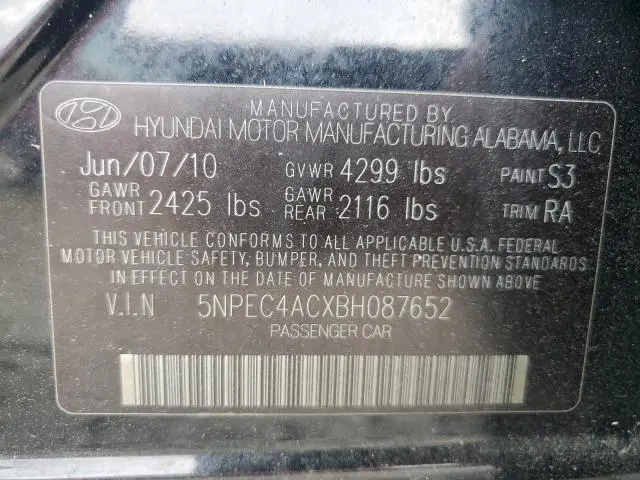 MANUFACTURED BY
HYUNDAI MOTOR MANUFACTURING ALABAMA, LLC
Jun/07/10 GVWR 4299 lbs PAINT S3
GAWR FRONT 2425 lbs GAWR REAR 2116 lbs TRIM RA
THIS VEHICLE CONFORMS TO ALL APPLICABLE U.S.A. FEDERAL
MOTOR VEHICLE SAFETY, BUMPER, AND THEFT PREVENTION STANDARDS
IN EFFECT ON THE DATE OF MANUFACTURE SHOWN ABOVE
V.I.N 5NPEC4ACXBH087652
PASSENGER CAR